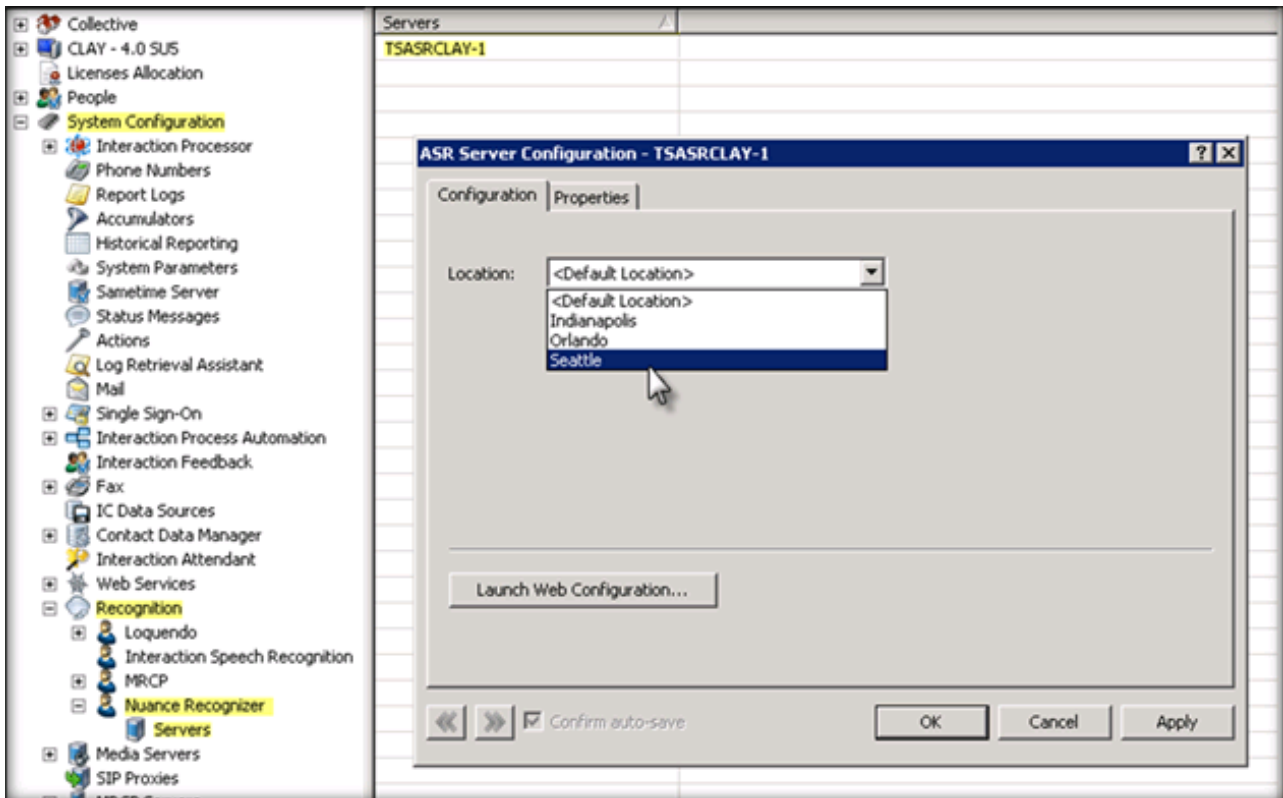 Collective
CLAY - 4.0 SU5
Licenses Allocation
People
System Configuration
Interaction Processor
Phone Numbers
Report Logs
Accumulators
Historical Reporting
System Parameters
Sametime Server
Status Messages
Actions
Log Retrieval Assistant
Mail
Single Sign-On
Interaction Process Automation
Interaction Feedback
Fax
IC Data Sources
Contact Data Manager
Interaction Attendant
Web Services
Recognition
Loquendo
Interaction Speech Recognition
MRCP
Nuance Recognizer
Servers
Media Servers
SIP Proxies
Servers
TSASRCLAY-1
ASR Server Configuration - TSASRCLAY-1
Configuration Properties
Location: <Default Location>
<Default Location>
Indianapolis
Orlando
Seattle
Launch Web Configuration...
Confirm auto-save OK Cancel Apply